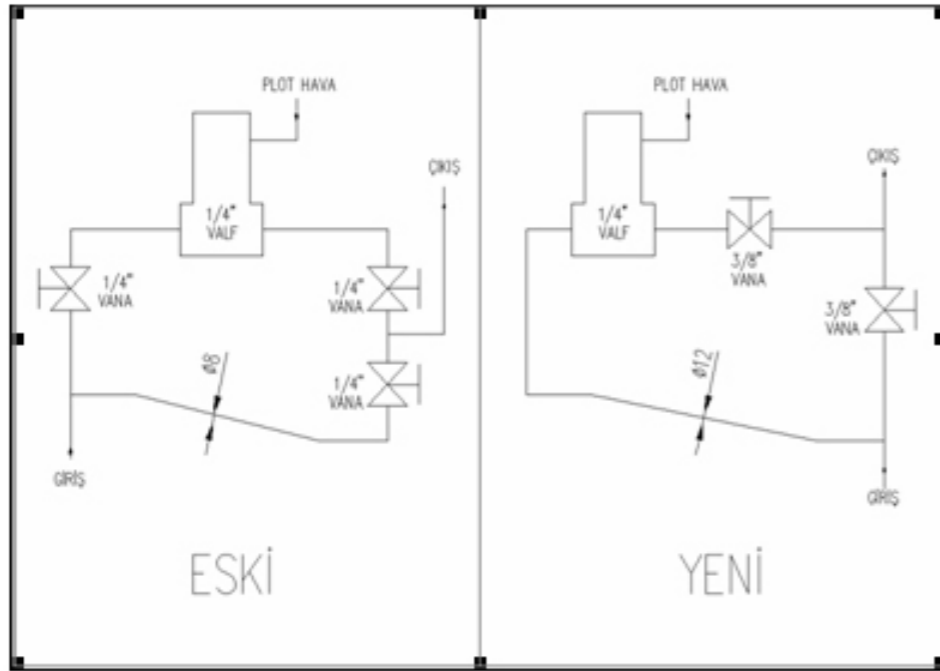 PLOT HAVA
ÇIKIŞ
1/4"
VALF
1/4"
VANA
1/4"
VANA
1/4"
VANA
Ø8
GİRİŞ
ESKİ
PLOT HAVA
ÇIKIŞ
1/4"
VALF
3/8"
VANA
3/8"
VANA
Ø12
GİRİŞ
YENİ